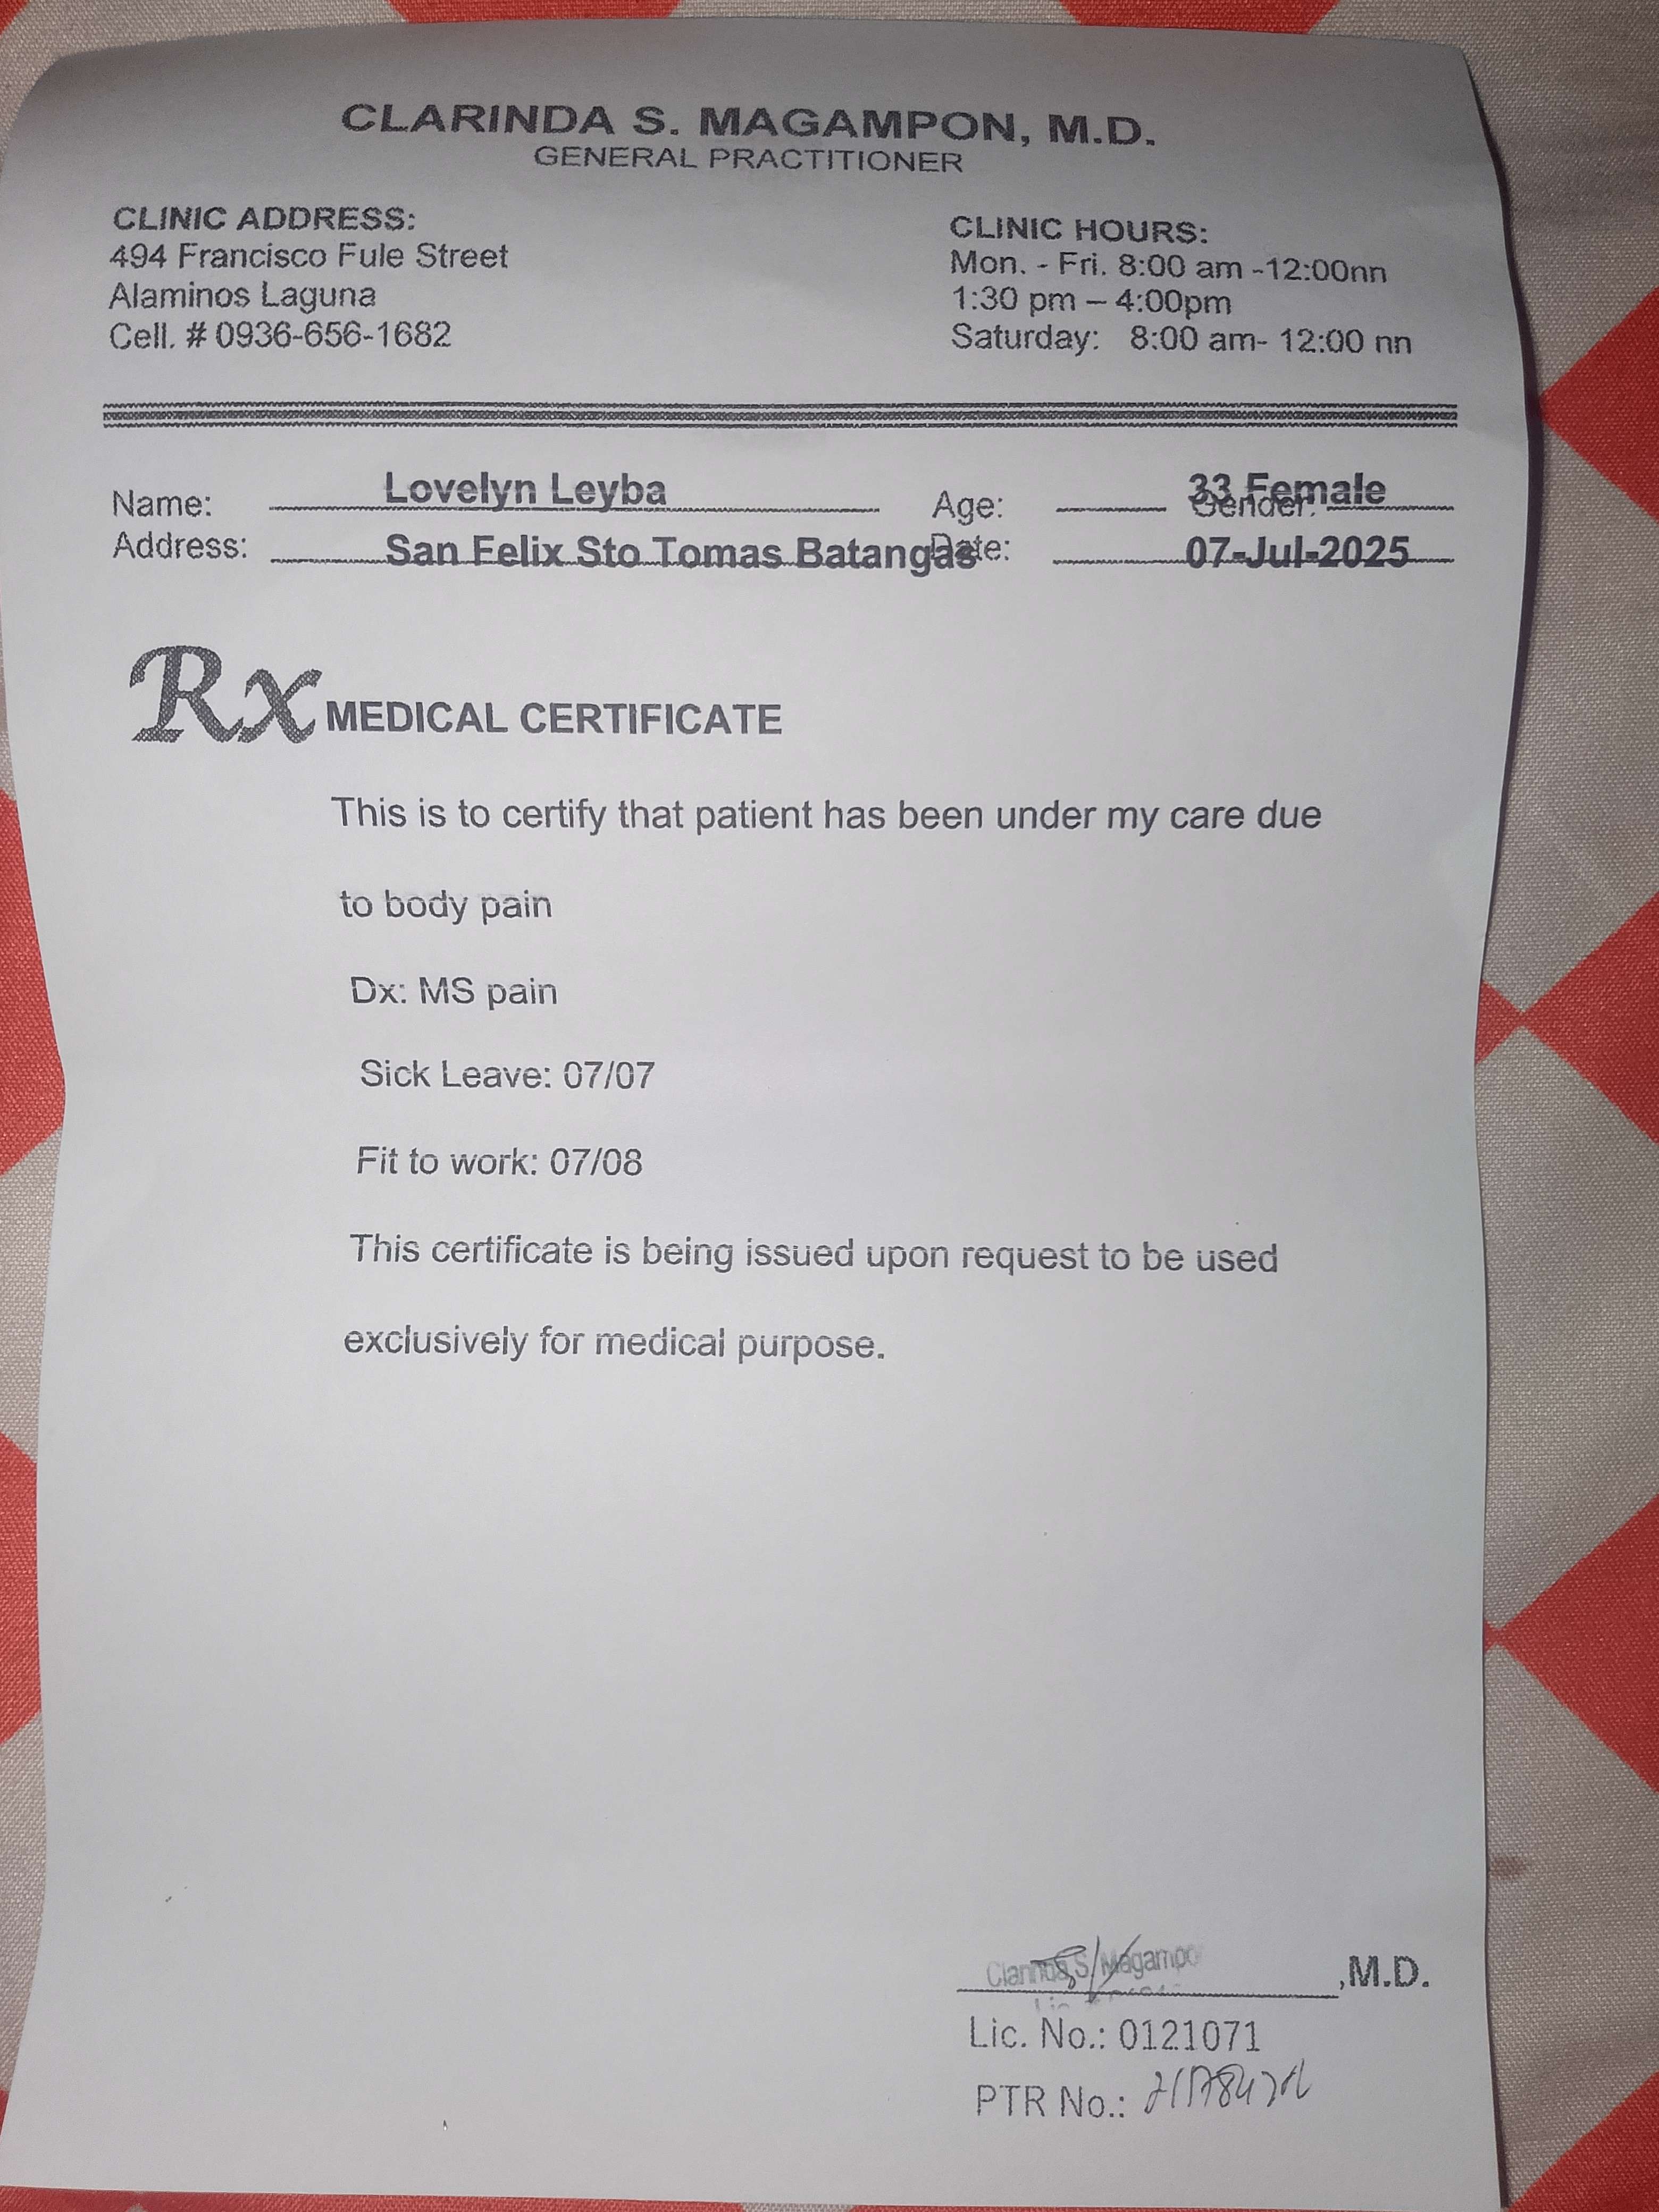 CLARINDA S. MAGAMPON, M.D.
GENERAL PRACTITIONER
CLINIC ADDRESS:
494 Francisco Fule Street
Alaminos Laguna
Cell. # 0936-656-1682
CLINIC HOURS:
Mon. - Fri. 8:00 am -12:00nn
1:30 pm – 4:00pm
Saturday: 8:00 am- 12:00 nn
Name: Lovelyn Leyba Age: 33 Gender: Female
Address: San Felix Sto Tomas Batangas Date: 07-Jul-2025
Rx MEDICAL CERTIFICATE
This is to certify that patient has been under my care due
to body pain
Dx: MS pain
Sick Leave: 07/07
Fit to work: 07/08
This certificate is being issued upon request to be used
exclusively for medical purpose.
S. Magampo ,M.D.
Lic. No.: 0121071
PTR No.: